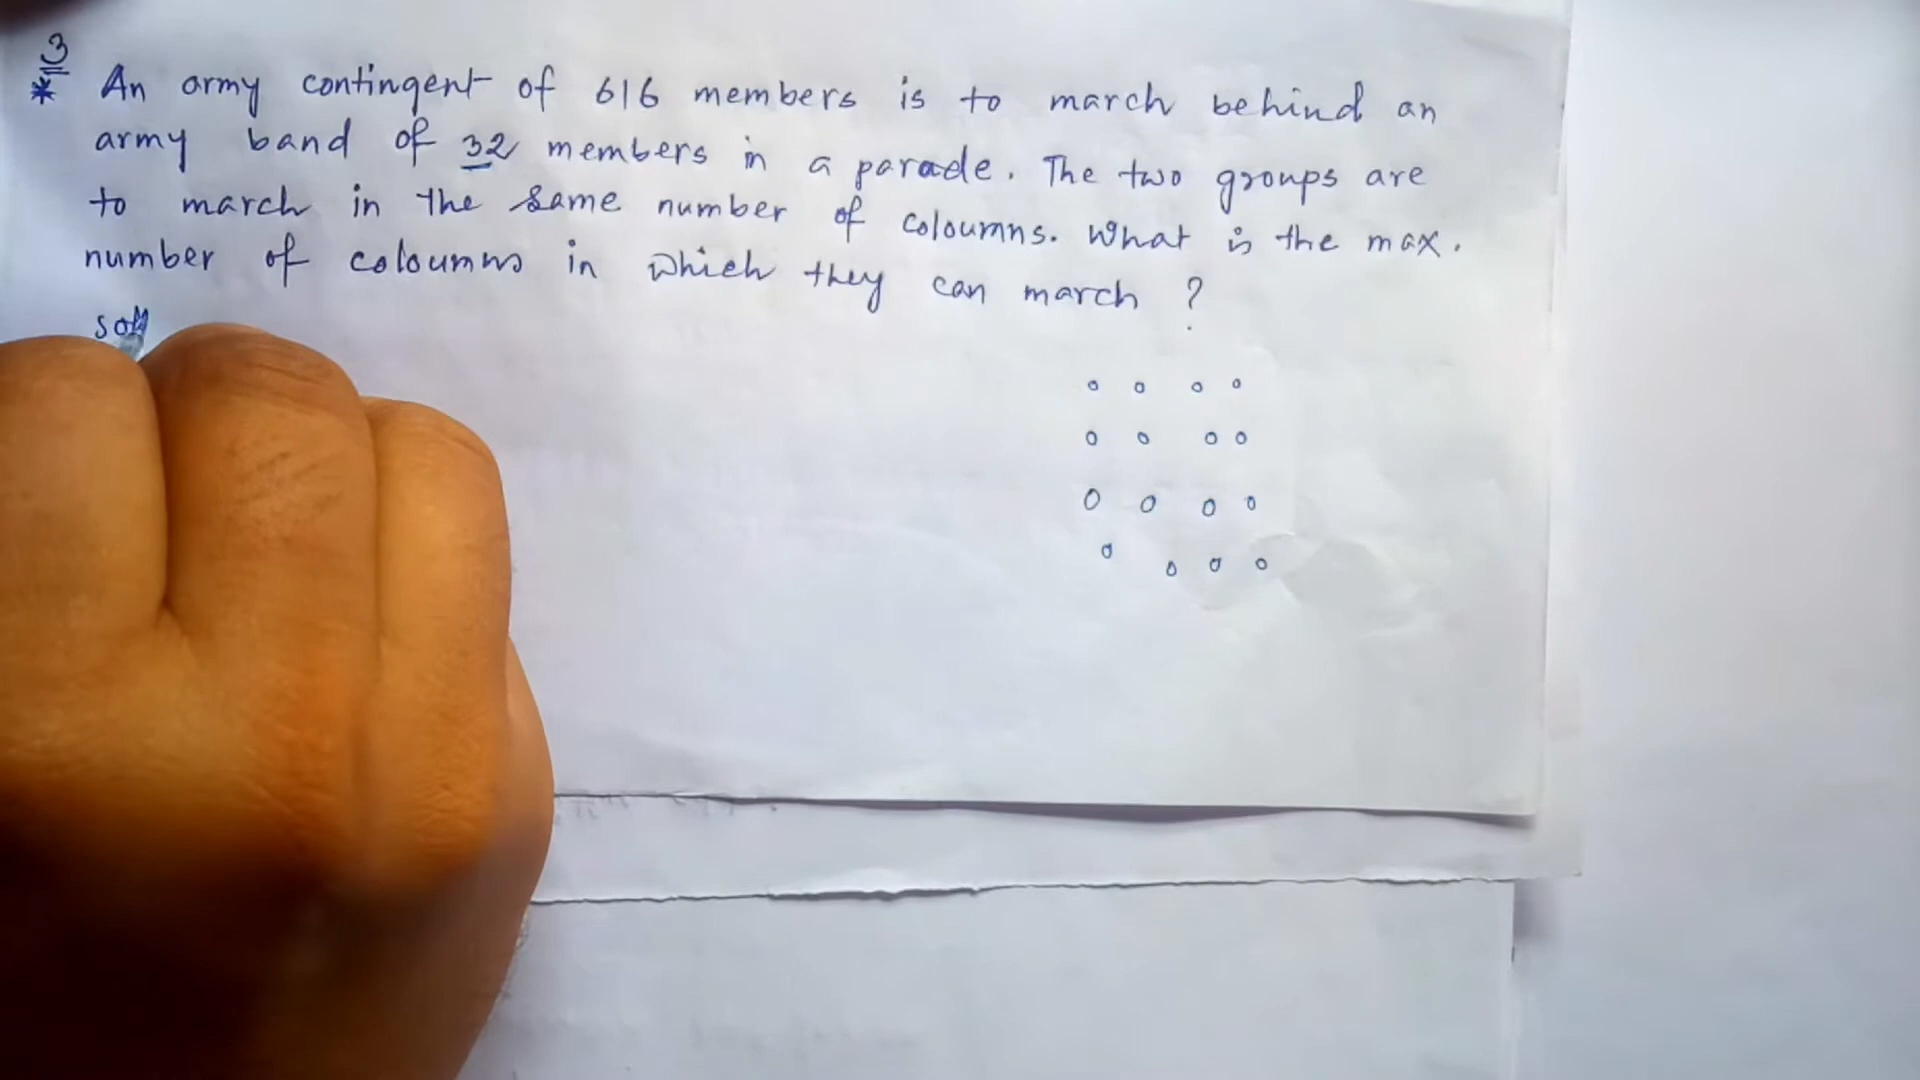 *3
An army contingent of 616 members is to march behind an
army band of 32 members in a parade. The two groups are
to march in the same number of coloumns. What is the max.
number of coloumns in which they can march ?